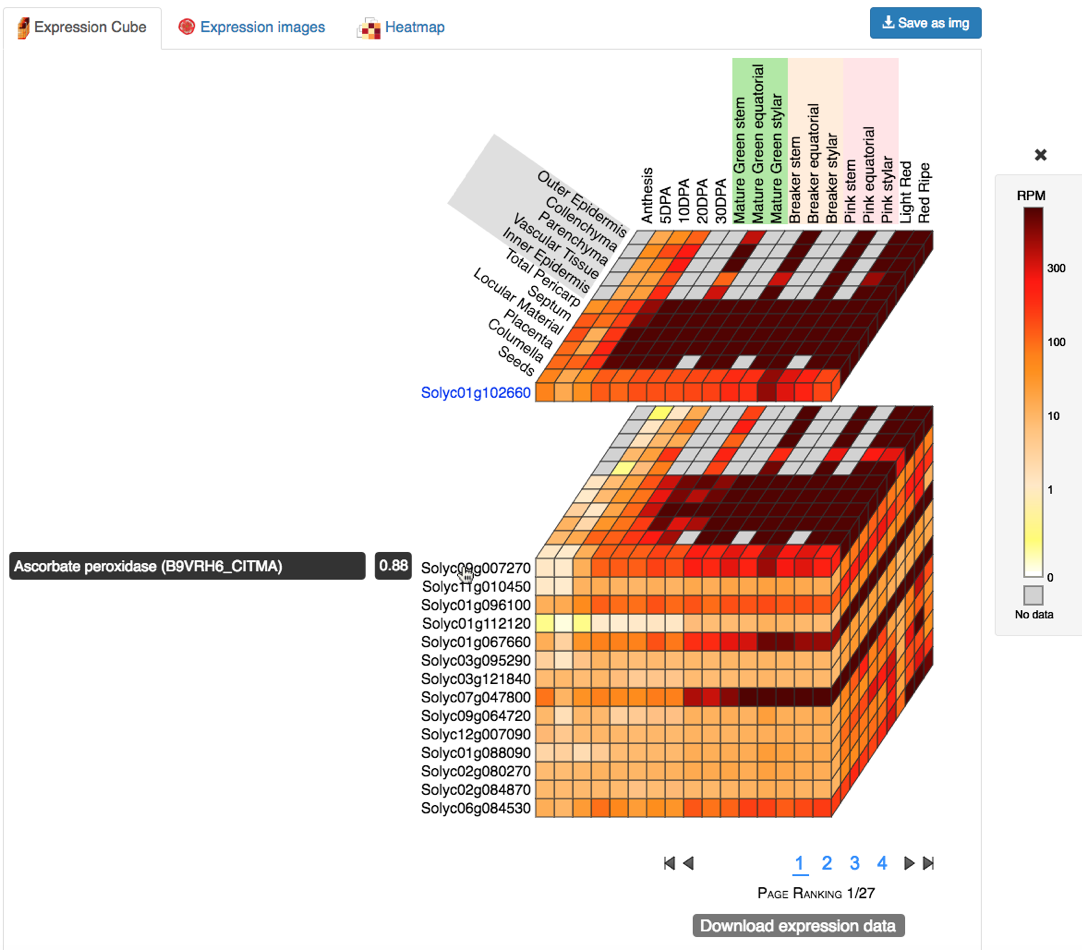 Expression Cube
Expression images
Heatmap
Save as img
Outer Epidermis
Collenchyma
Parenchyma
Vascular Tissue
Inner Epidermis
Total Pericarp
Septum
Locular Material
Placenta
Columella
Seeds
Anthesis
5DPA
10DPA
20DPA
30DPA
Mature Green stem
Mature Green equatorial
Mature Green stylar
Breaker stem
Breaker equatorial
Breaker stylar
Pink stem
Pink equatorial
Pink stylar
Light Red
Red Ripe
Solyc01g102660
RPM
300
100
10
1
0
No data
Ascorbate peroxidase (B9VRH6_CITMA)
0.88
Solyc09g007270
Solyc11g010450
Solyc01g096100
Solyc01g112120
Solyc01g067660
Solyc03g095290
Solyc03g121840
Solyc07g047800
Solyc09g064720
Solyc12g007090
Solyc01g088090
Solyc02g080270
Solyc02g084870
Solyc06g084530
1 2 3 4
Page Ranking 1/27
Download expression data